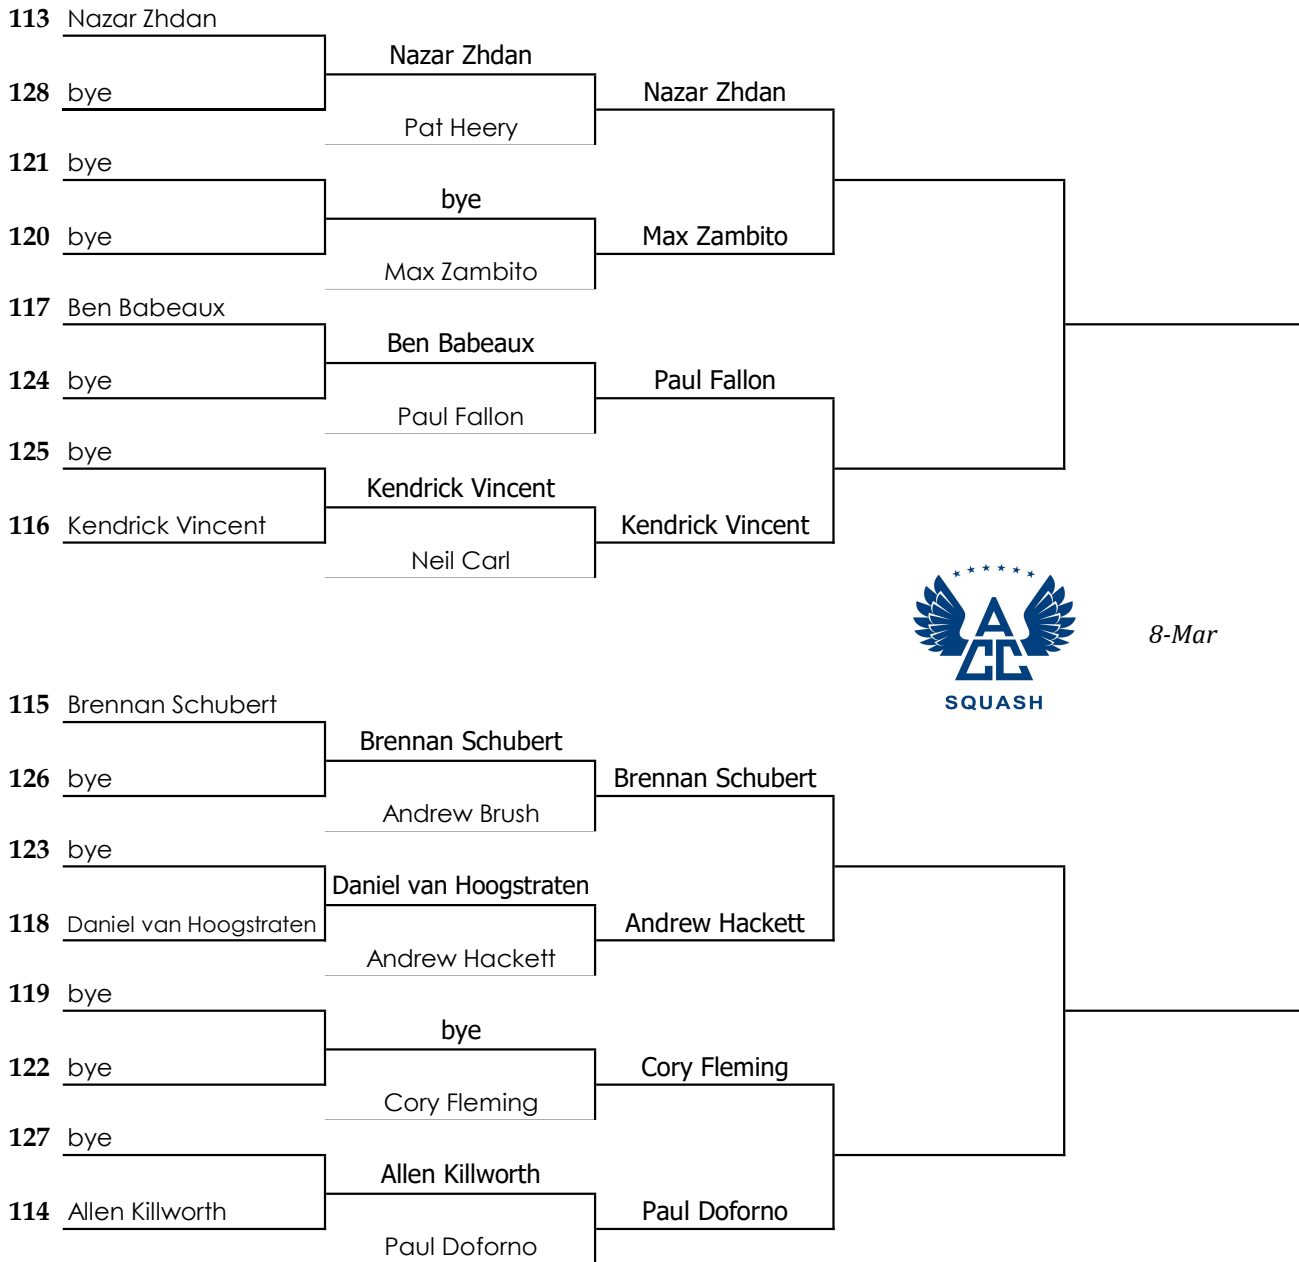 113 Nazar Zhdan
Nazar Zhdan
128 bye
Nazar Zhdan
Pat Heery
121 bye
bye
120 bye
Max Zambito
Max Zambito
117 Ben Babeaux
Ben Babeaux
124 bye
Paul Fallon
Paul Fallon
125 bye
Kendrick Vincent
116 Kendrick Vincent
Kendrick Vincent
Neil Carl
ACC
SQUASH
8-Mar
115 Brennan Schubert
Brennan Schubert
126 bye
Brennan Schubert
Andrew Brush
123 bye
Daniel van Hoogstraten
118 Daniel van Hoogstraten
Andrew Hackett
Andrew Hackett
119 bye
bye
122 bye
Cory Fleming
Cory Fleming
127 bye
Allen Killworth
114 Allen Killworth
Paul Doforno
Paul Doforno